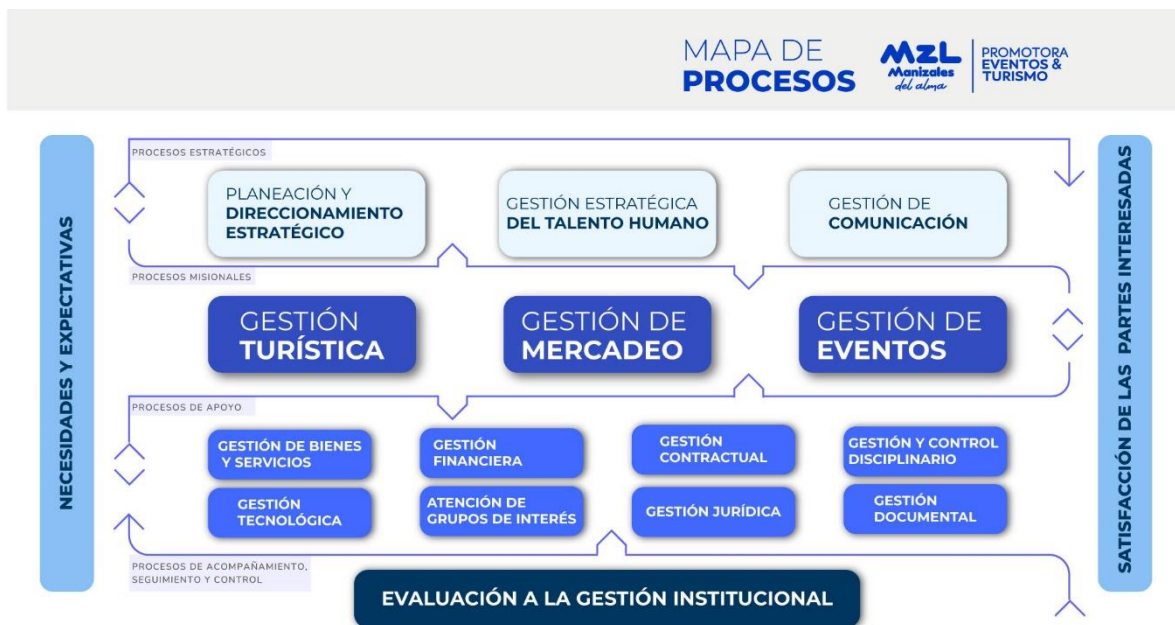 MAPA DE
PROCESOS
MZL
Manizales
del alma
PROMOTORA
EVENTOS &
TURISMO
NECESIDADES Y EXPECTATIVAS
PROCESOS ESTRATÉGICOS
PLANEACIÓN Y
DIRECCIONAMIENTO
ESTRATÉGICO
GESTIÓN ESTRATÉGICA
DEL TALENTO HUMANO
GESTIÓN DE
COMUNICACIÓN
PROCESOS MISIONALES
GESTIÓN
TURÍSTICA
GESTIÓN DE
MERCADEO
GESTIÓN DE
EVENTOS
PROCESOS DE APOYO
GESTIÓN DE BIENES
Y SERVICIOS
GESTIÓN
FINANCIERA
GESTIÓN
CONTRACTUAL
GESTIÓN Y CONTROL
DISCIPLINARIO
GESTIÓN
TECNOLÓGICA
ATENCIÓN DE
GRUPOS DE INTERÉS
GESTIÓN JURÍDICA
GESTIÓN
DOCUMENTAL
PROCESOS DE ACOMPAÑAMIENTO,
SEGUIMIENTO Y CONTROL
EVALUACIÓN A LA GESTIÓN INSTITUCIONAL
SATISFACCIÓN DE LAS PARTES INTERESADAS